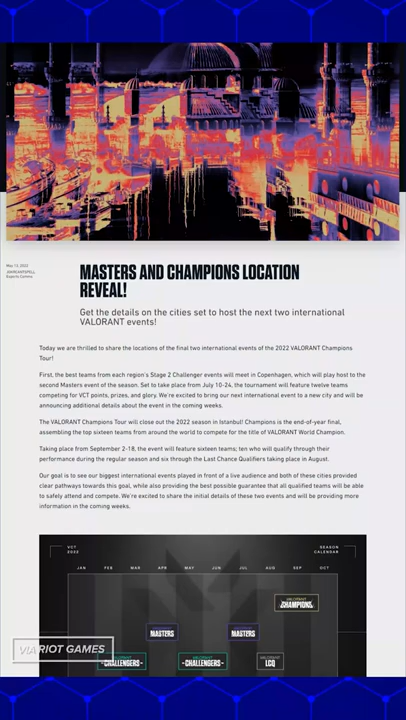 May 13, 2022
Esports Comms
MASTERS AND CHAMPIONS LOCATION
REVEAL!
Get the details on the cities set to host the next two international
VALORANT events!
Today we are thrilled to share the locations of the final two international events of the 2022 VALORANT Champions
Tour!
First, the best teams from each region's Stage 2 Challenger events will meet in Copenhagen, which will play host to the
second Masters event of the season. Set to take place from July 10-24, the tournament will feature twelve teams
competing for VCT points, prizes, and glory. We're excited to bring our next international event to a new city and will be
announcing additional details about the event in the coming weeks.
The VALORANT Champions Tour will close out the 2022 season in Istanbul! Champions is the end-of-year final,
assembling the top sixteen teams from around the world to compete for the title of VALORANT World Champion.
Taking place from September 2-18, the event will feature sixteen teams; ten who will qualify through their
performance during the regular season and six through the Last Chance Qualifiers taking place in August.
Our goal is to see our biggest international events played in front of a live audience and both of these cities provided
clear pathways towards this goal, while also providing the best possible guarantee that all qualified teams will be able
to safely attend and compete. We're excited to share the initial details of these two events and will be providing more
information in the coming weeks.
VCT
2022
SEASON
CALENDAR
JAN FEB MAR APR MAY JUN JUL AUG SEP OCT
VALORANT
CHAMPIONS
MASTERS
MASTERS
CHALLENGERS
CHALLENGERS
LCQ
VIA RIOT GAMES